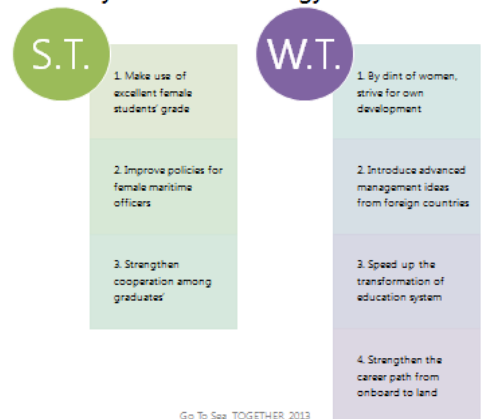 S.T.
1. Make use of
excellent female
students' grade
2. Improve policies for
female maritime
officers
3. Strengthen
cooperation among
graduates'
W.T.
1. By dint of women,
strive for own
development
2. Introduce advanced
management ideas
from foreign countries
3. Speed up the
transformation of
education system
4. Strengthen the
career path from
onboard to land
Go To Sea TOGETHER 2013